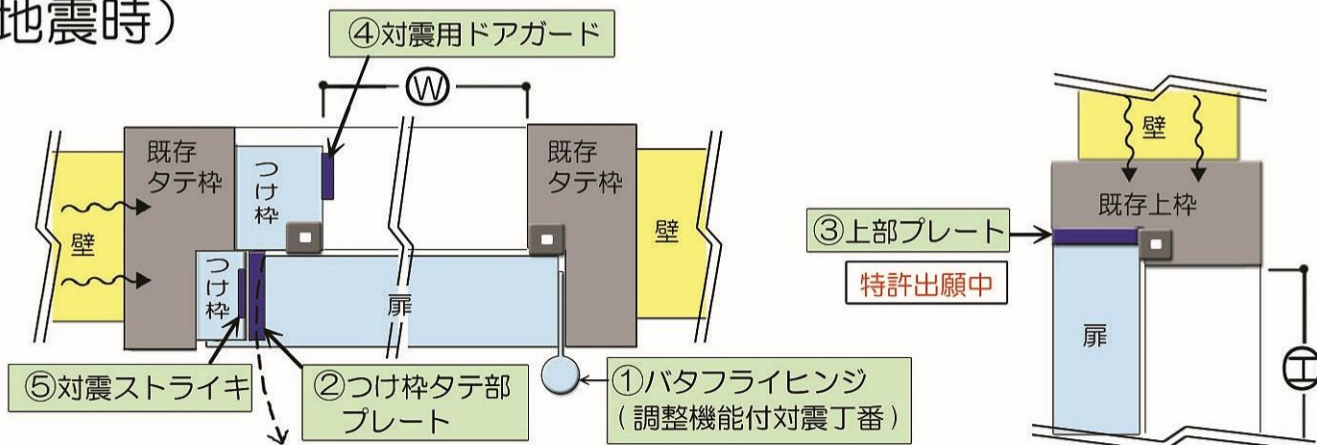 地震時）
④対震用ドアガード
Ⓦ
既存
タテ枠
つけ枠
既存
タテ枠
壁
壁
つけ枠
扉
⑤対震ストライキ
②つけ枠タテ部
プレート
①バタフライヒンジ
(調整機能付対震丁番)
壁
既存上枠
③上部プレート
特許出願中
扉
Ⓗ